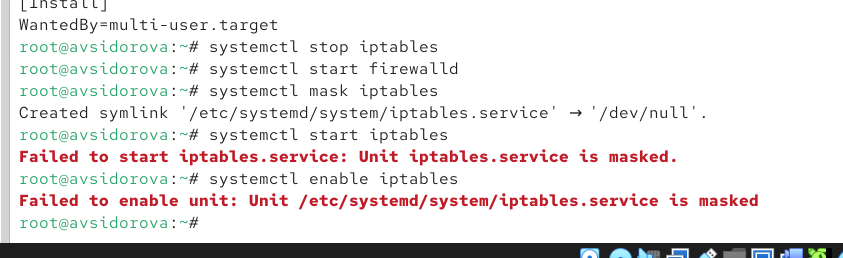 [Install]
WantedBy=multi-user.target
root@avsidorova:~# systemctl stop iptables
root@avsidorova:~# systemctl start firewalld
root@avsidorova:~# systemctl mask iptables
Created symlink '/etc/systemd/system/iptables.service' → '/dev/null'.
root@avsidorova:~# systemctl start iptables
Failed to start iptables.service: Unit iptables.service is masked.
root@avsidorova:~# systemctl enable iptables
Failed to enable unit: Unit /etc/systemd/system/iptables.service is masked
root@avsidorova:~#